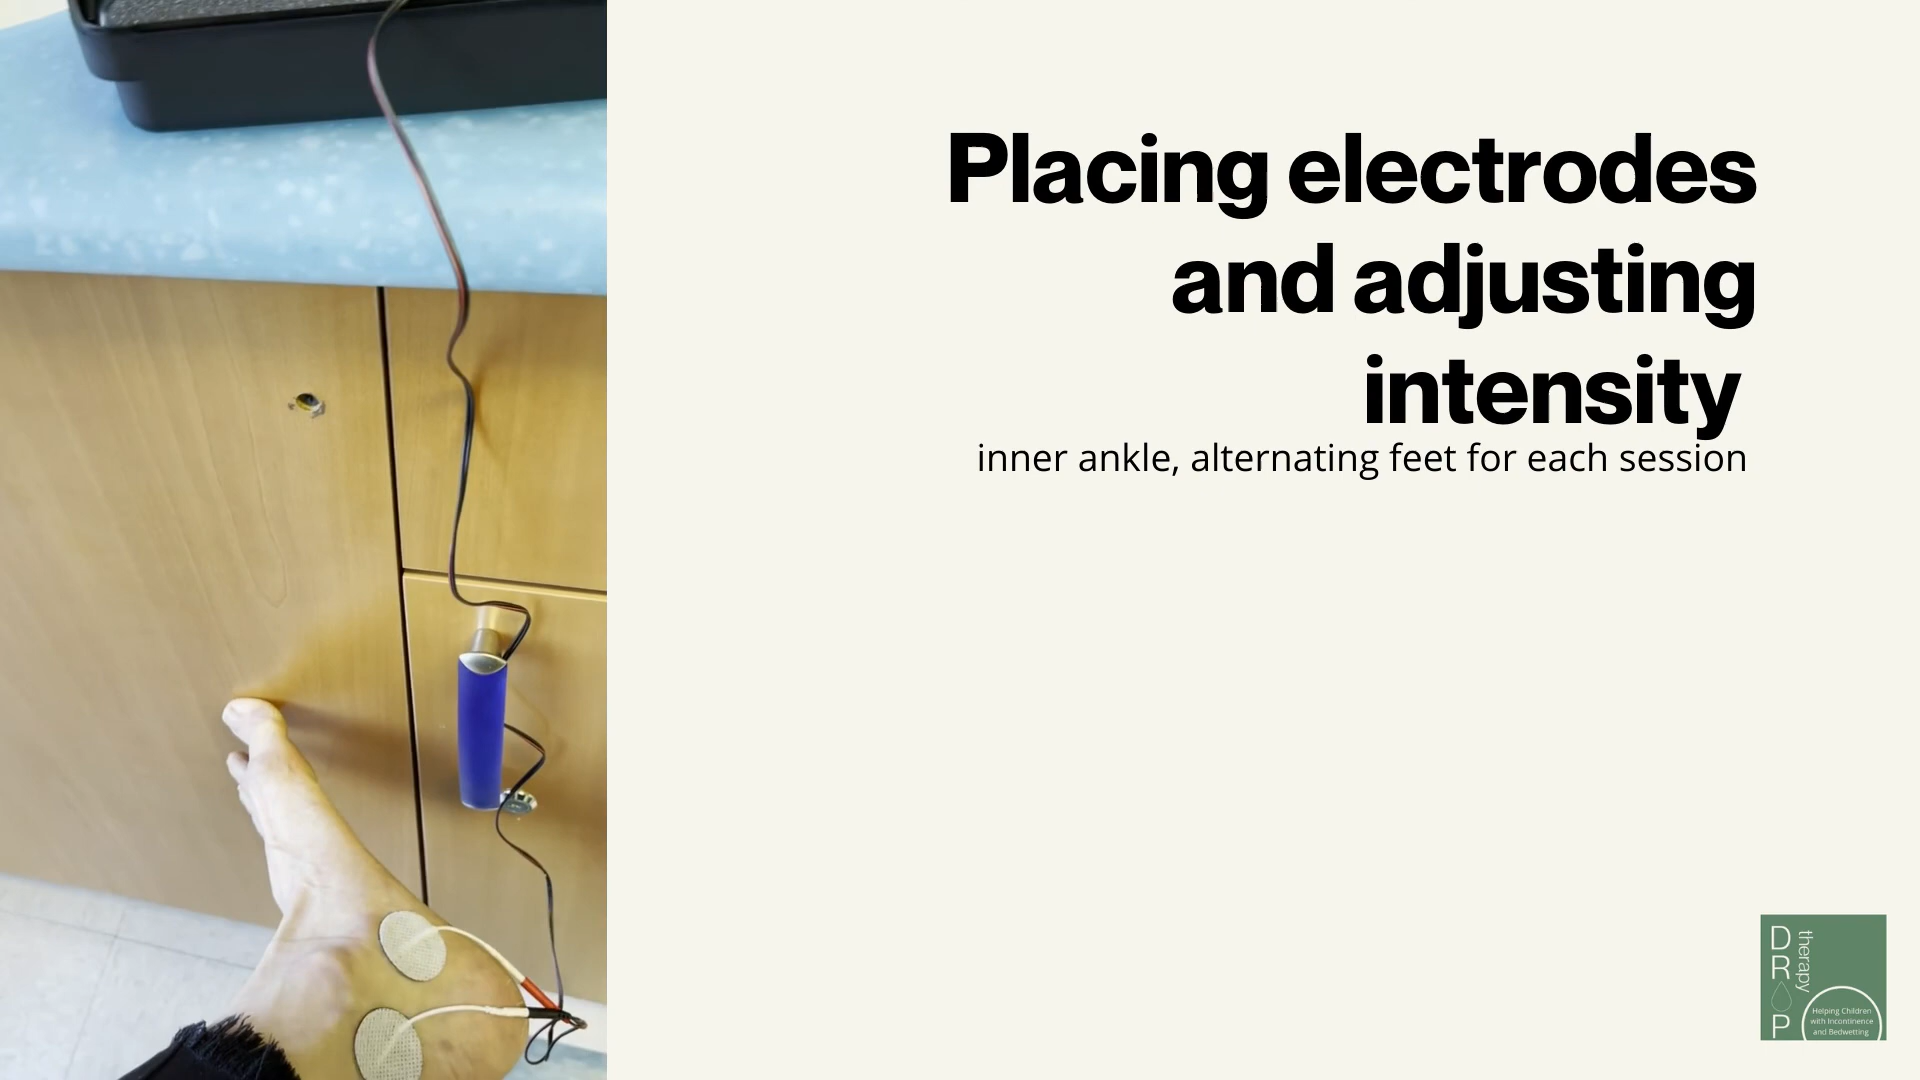 Placing electrodes
and adjusting
intensity
inner ankle, alternating feet for each session
DROP
therapy
Helping Children
with Incontinence
and Bedwetting